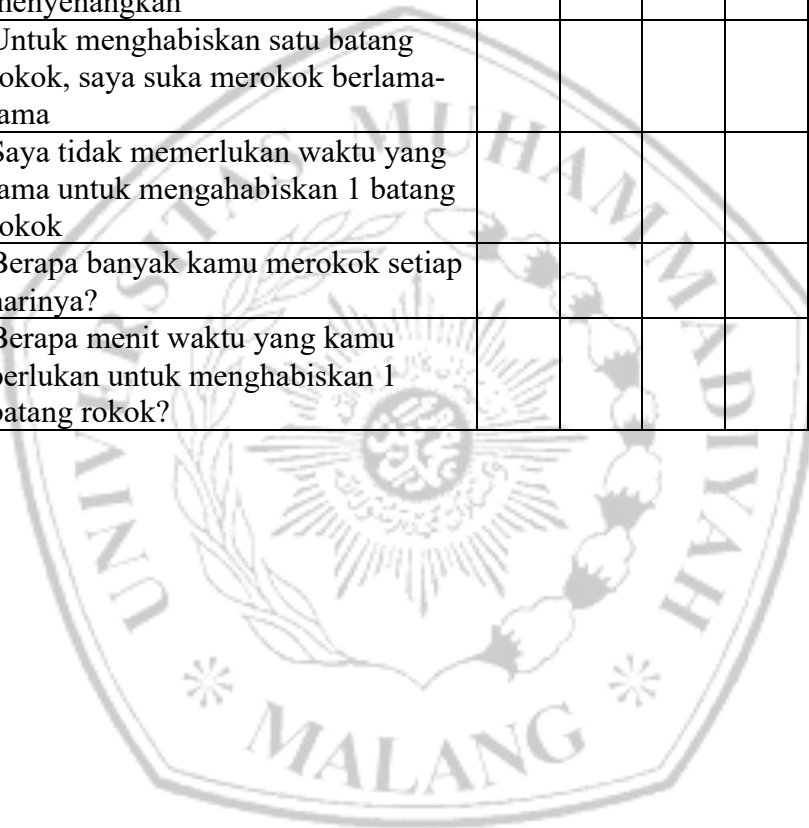 menyenangkan
Untuk menghabiskan satu batang
rokok, saya suka merokok berlama-
lama
Saya tidak memerlukan waktu yang
lama untuk mengahabiskan 1 batang
rokok
Berapa banyak kamu merokok setiap
harinya?
Berapa menit waktu yang kamu
perlukan untuk menghabiskan 1
batang rokok?
UNIVERSITAS MUHAMMADIYAH
MALANG